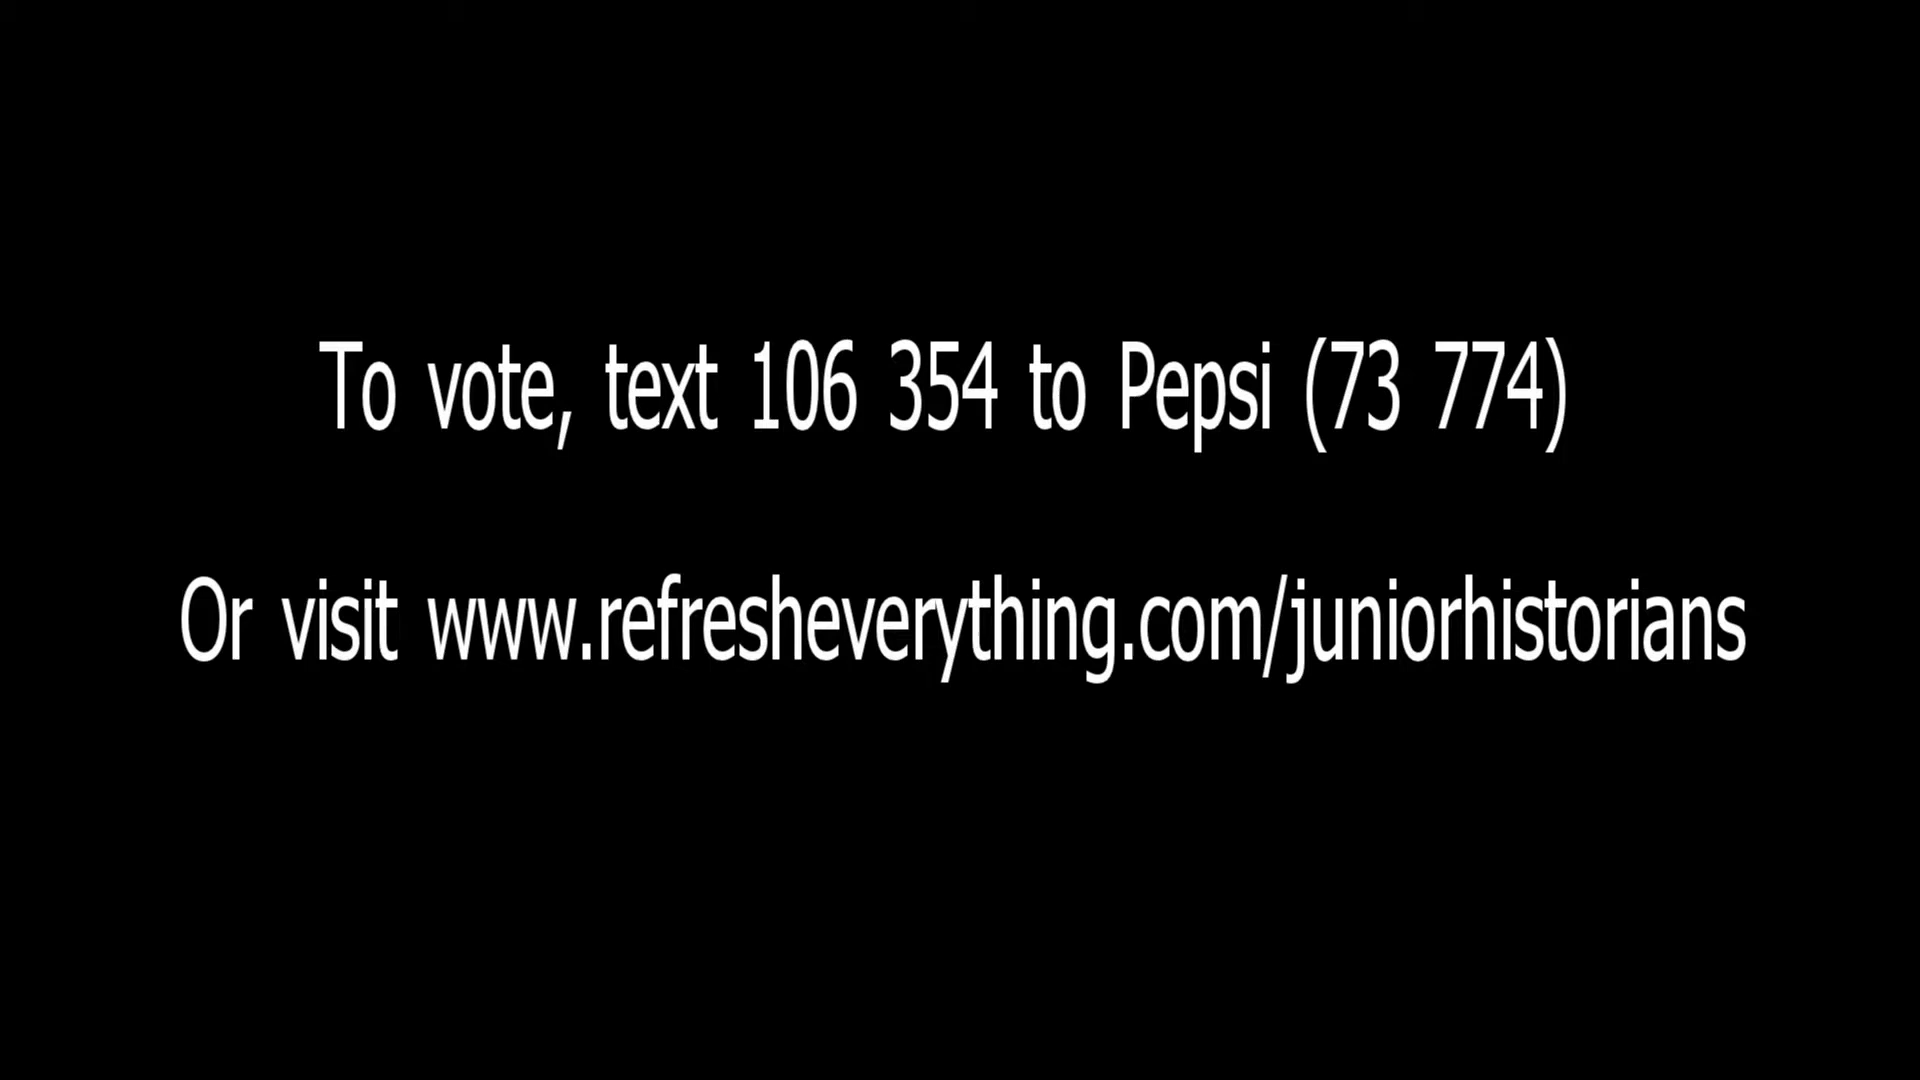 To vote, text 106 354 to Pepsi (73 774)
Or visit www.refresheverything.com/juniorhistorians